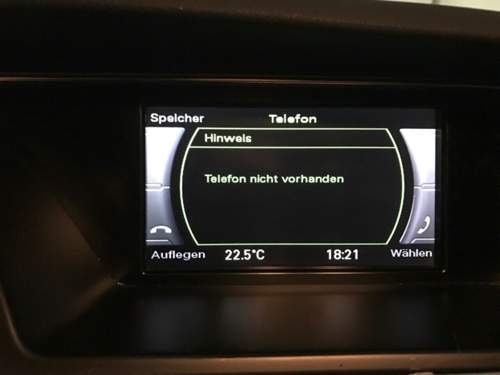 Speicher Telefon
Hinweis
Telefon nicht vorhanden
Auflegen 22.5°C 18:21 Wählen